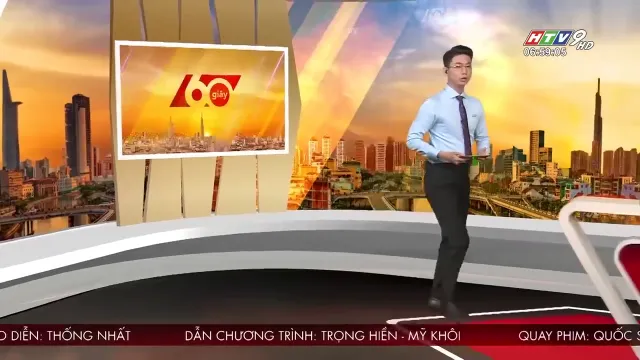 HTV9 HD
06:59:05
60 giây
O DIỄN: THỐNG NHẤT DẪN CHƯƠNG TRÌNH: TRỌNG HIỀN - MỸ KHÔI QUAY PHIM: QUỐC S